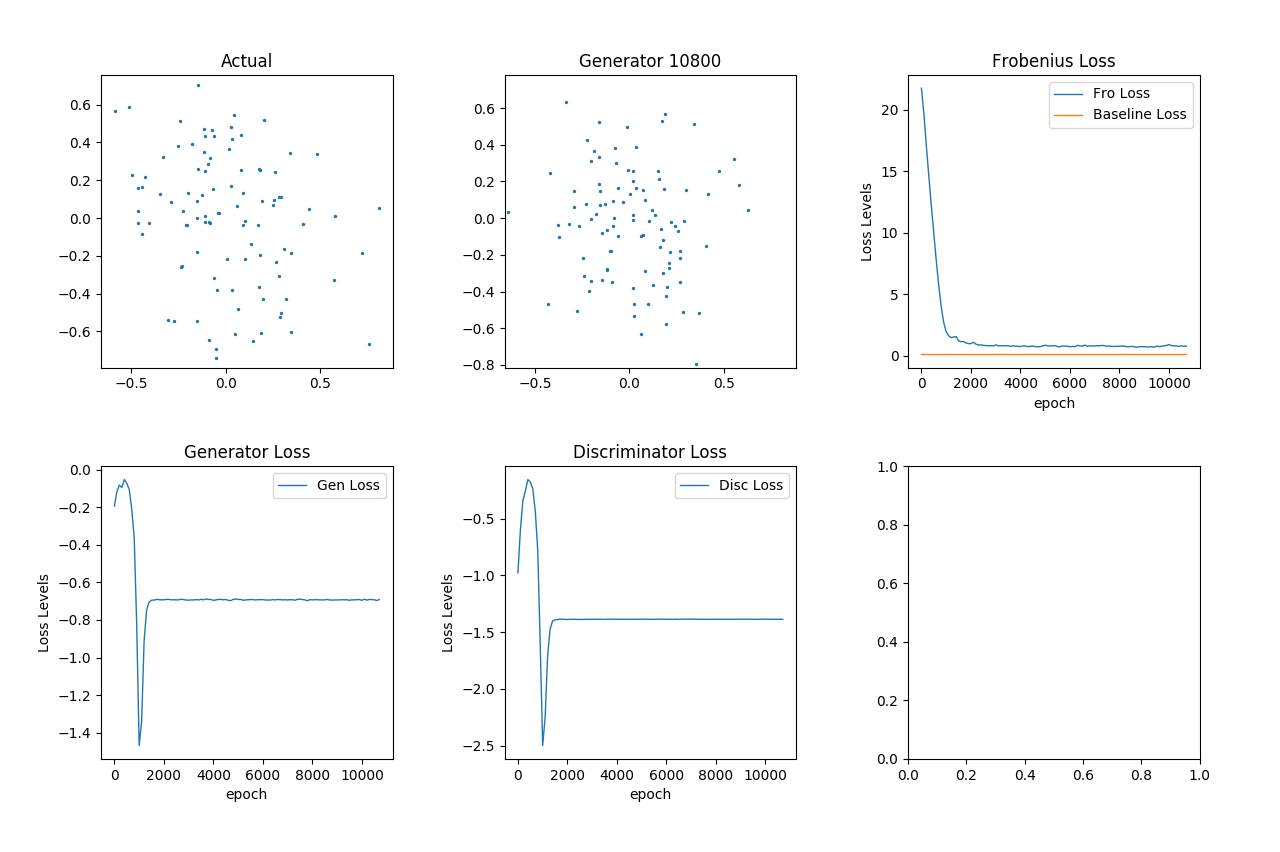 Actual
0.6
0.4
0.2
0.0
−0.2
−0.4
−0.6
−0.5 0.0 0.5
Generator 10800
0.6
0.4
0.2
0.0
−0.2
−0.4
−0.6
−0.8
−0.5 0.0 0.5
Frobenius Loss
Fro Loss
Baseline Loss
Loss Levels
20
15
10
5
0
0 2000 4000 6000 8000 10000
epoch
Generator Loss
Gen Loss
Loss Levels
0.0
−0.2
−0.4
−0.6
−0.8
−1.0
−1.2
−1.4
0 2000 4000 6000 8000 10000
epoch
Discriminator Loss
Disc Loss
Loss Levels
−0.5
−1.0
−1.5
−2.0
−2.5
0 2000 4000 6000 8000 10000
epoch
1.0
0.8
0.6
0.4
0.2
0.0
0.0 0.2 0.4 0.6 0.8 1.0